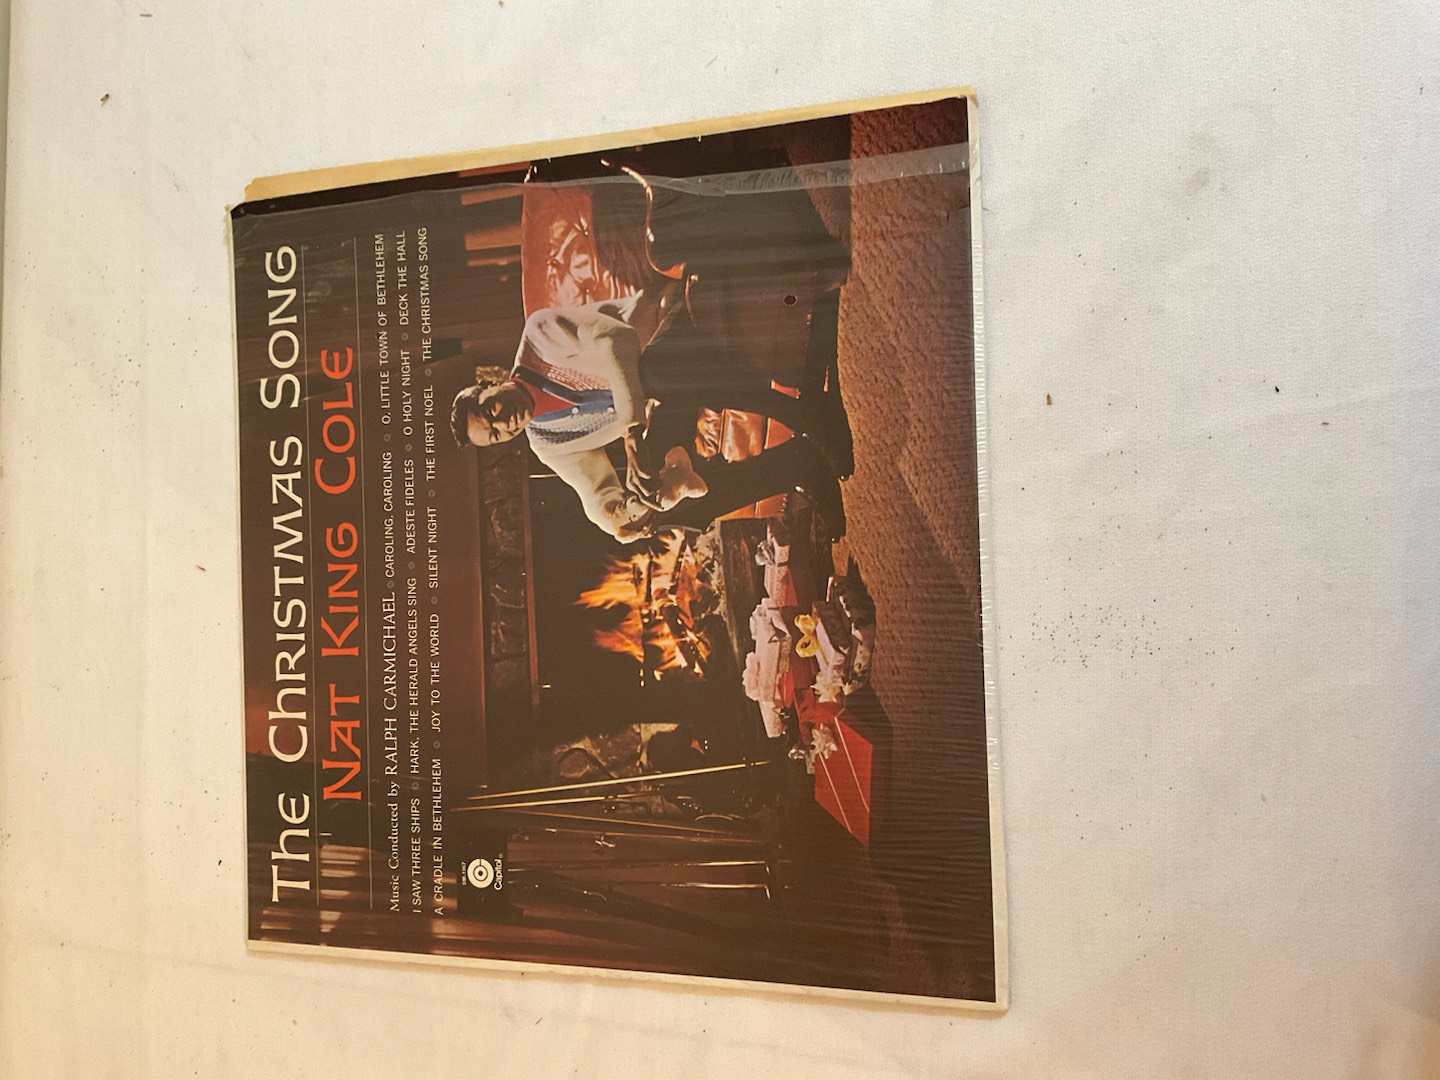 The Christmas Song
Nat King Cole
Music Conducted by RALPH CARMICHAEL ● CAROLING, CAROLING ● O, LITTLE TOWN OF BETHLEHEM
I SAW THREE SHIPS ● HARK, THE HERALD ANGELS SING ● ADESTE FIDELES ● O HOLY NIGHT ● DECK THE HALL
A CRADLE IN BETHLEHEM ● JOY TO THE WORLD ● SILENT NIGHT ● THE FIRST NOEL ● THE CHRISTMAS SONG
Capitol®